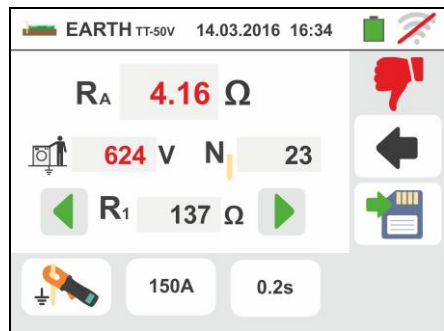 EARTH TT-50V 14.03.2016 16:34
RA 4.16 Ω
624 V N 23
R1 137 Ω
150A 0.2s